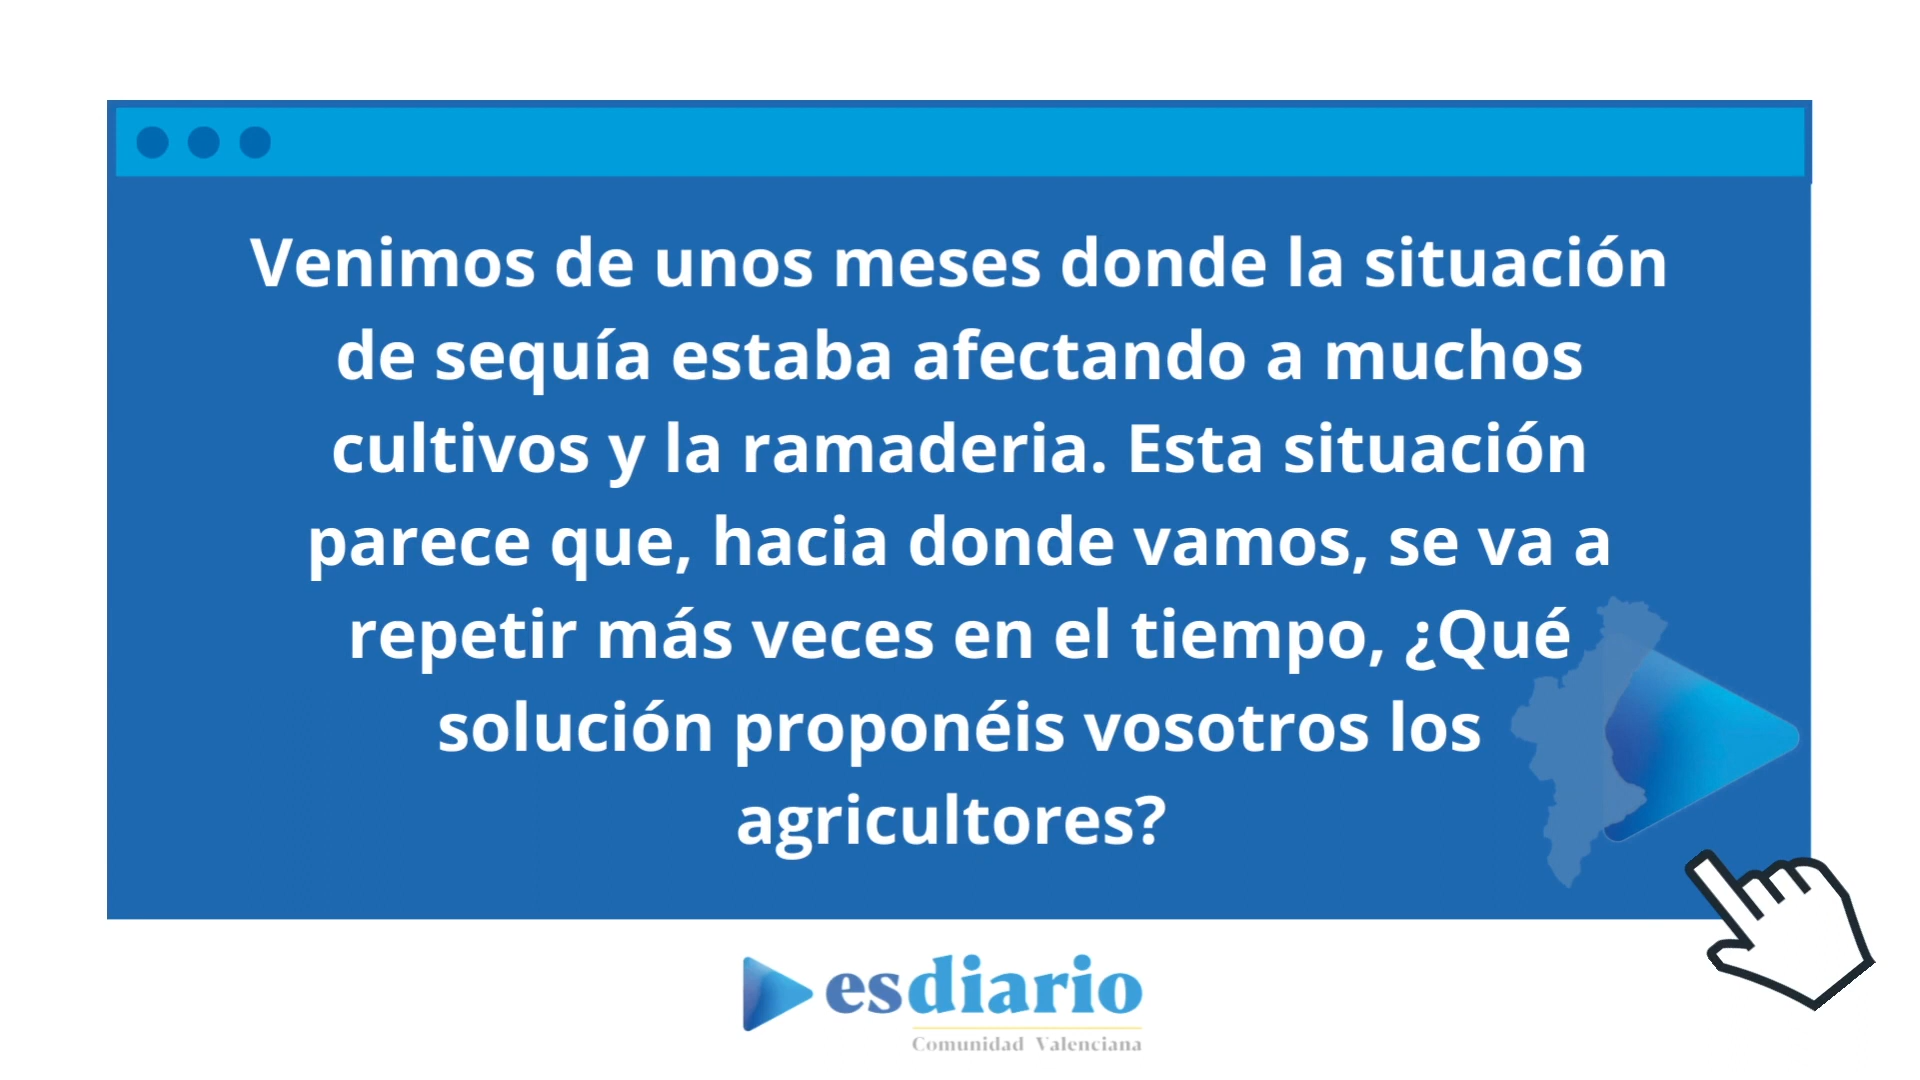 Venimos de unos meses donde la situación
de sequía estaba afectando a muchos
cultivos y la ramaderia. Esta situación
parece que, hacia donde vamos, se va a
repetir más veces en el tiempo, ¿Qué
solución proponéis vosotros los
agricultores?
esdiario
Comunidad Valenciana